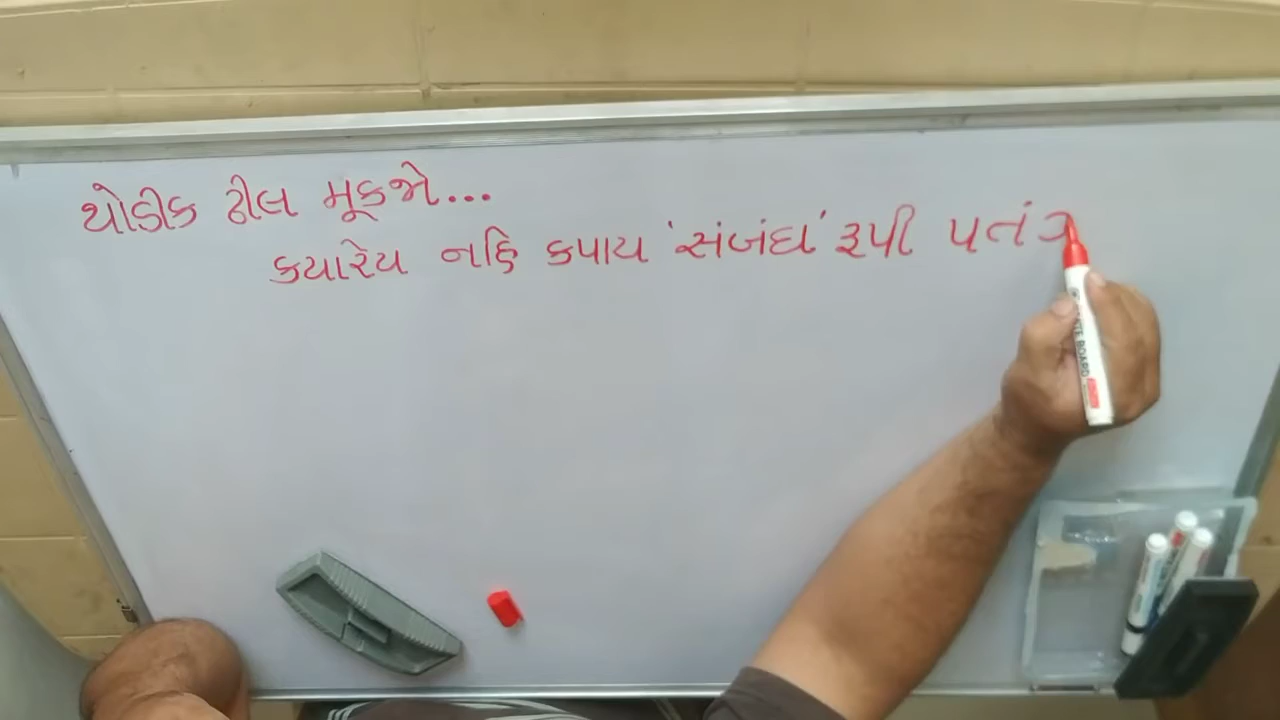 થોડીક ઢીલ મૂકજો...
ક્યારેય નહિ કપાય 'સંબંધ' રૂપી પતંગ